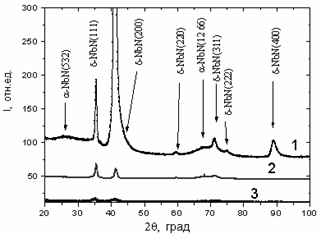 α-NbN(532)
δ-NbN(111)
δ-NbN(200)
δ-NbN(220)
α-NbN(12 66)
δ-NbN(311)
δ-NbN(222)
δ-NbN(400)
I, отн.ед.
300
250
200
150
100
50
1
2
3
20 30 40 50 60 70 80 90
2θ, град